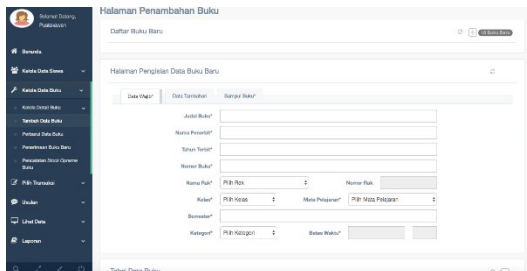 Selamat Datang,
Pustakawan
Beranda
Kelola Data Siswa
Kelola Data Buku
Kelola Detail Buku
Tambah Data Buku
Perbarui Data Buku
Penerimaan Buku Baru
Pencatatan Stock Opname
Buku
Pilih Transaksi
Usulan
Lihat Data
Laporan
Halaman Penambahan Buku
Daftar Buku Baru
Buku Baru
Halaman Pengisian Data Buku Baru
Data Wajib* Data Tambahan Sampul Buku*
Judul Buku*
Nama Penerbit*
Tahun Terbit*
Nomor Buku*
Nama Rak* Pilih Rak Nomor Rak
Kelas* Pilih Kelas Mata Pelajaran* Pilih Mata Pelajaran
Semester*
Kategori* Pilih Kategori Batas Waktu*
Tabel Data Buku